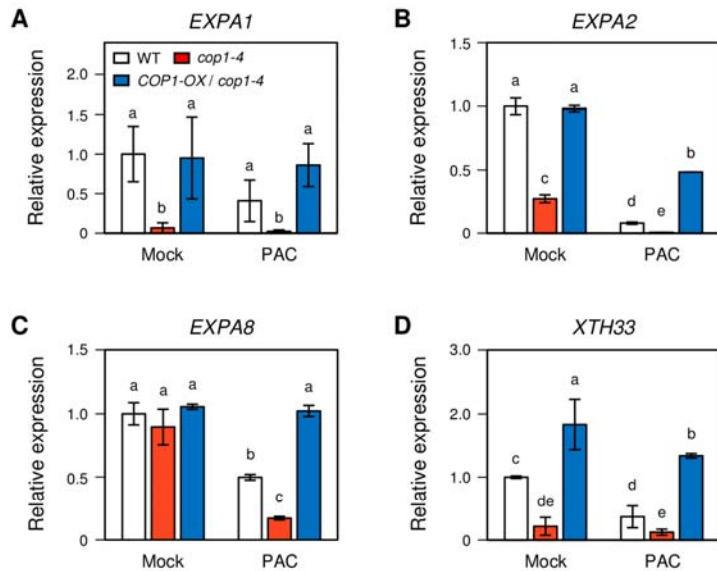 A
EXPA1
WT cop1-4
COP1-OX / cop1-4
Relative expression
2.0
1.5
1.0
0.5
0
a
b
a
a
b
a
Mock PAC
B
EXPA2
Relative expression
1.5
1.0
0.5
0
a
c
a
d
e
b
Mock PAC
C
EXPA8
Relative expression
1.5
1.0
0.5
0
a a a
b
c
a
Mock PAC
D
XTH33
Relative expression
3.0
2.0
1.0
0
c
de
a
d
e
b
Mock PAC